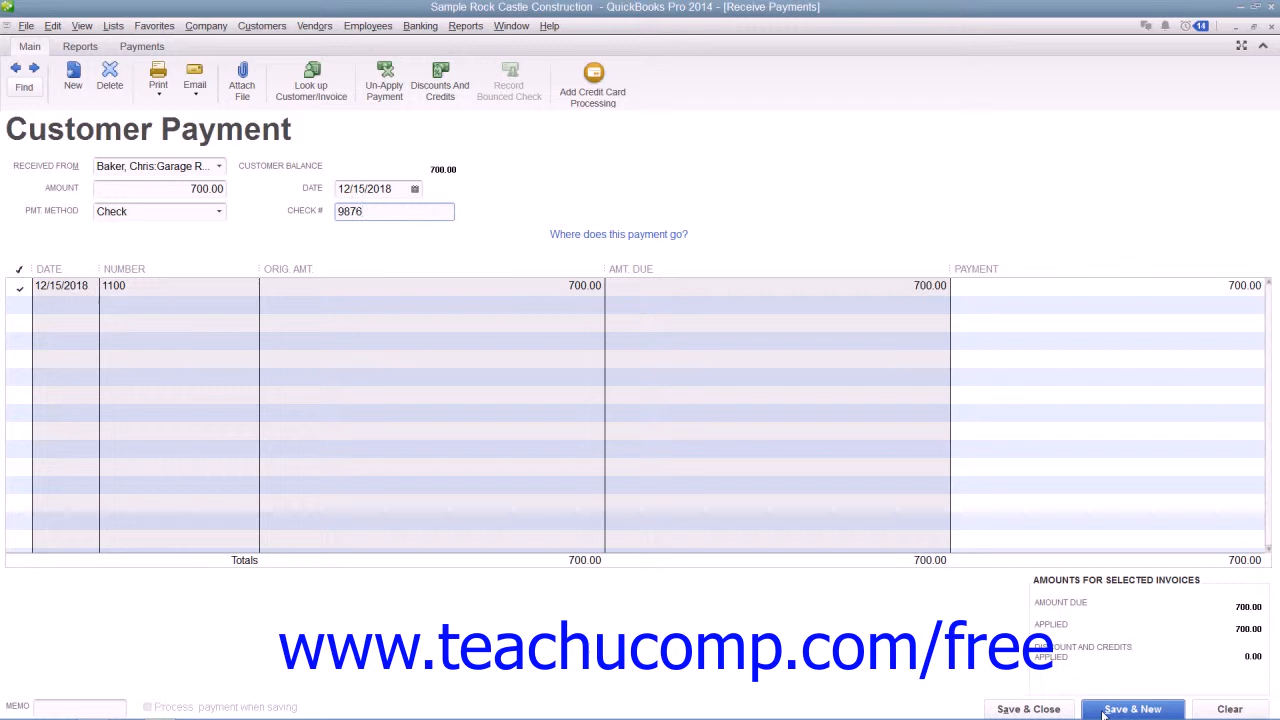 Sample Rock Castle Construction - QuickBooks Pro 2014 - [Receive Payments]
File Edit View Lists Favorites Company Customers Vendors Employees Banking Reports Window Help 14
Main Reports Payments
Find New Delete Print Email Attach File Look up Customer/Invoice Un-Apply Payment Discounts And Credits Record Bounced Check Add Credit Card Processing
Customer Payment
RECEIVED FROM Baker, Chris:Garage R... CUSTOMER BALANCE 700.00
AMOUNT 700.00 DATE 12/15/2018
PMT. METHOD Check CHECK # 9876
Where does this payment go?
✓ DATE NUMBER ORIG. AMT. AMT. DUE PAYMENT
✓ 12/15/2018 1100 700.00 700.00 700.00
Totals 700.00 700.00 700.00
AMOUNTS FOR SELECTED INVOICES
AMOUNT DUE 700.00
APPLIED 700.00
DISCOUNT AND CREDITS APPLIED 0.00
www.teachucomp.com/free
MEMO Process payment when saving Save & Close Save & New Clear